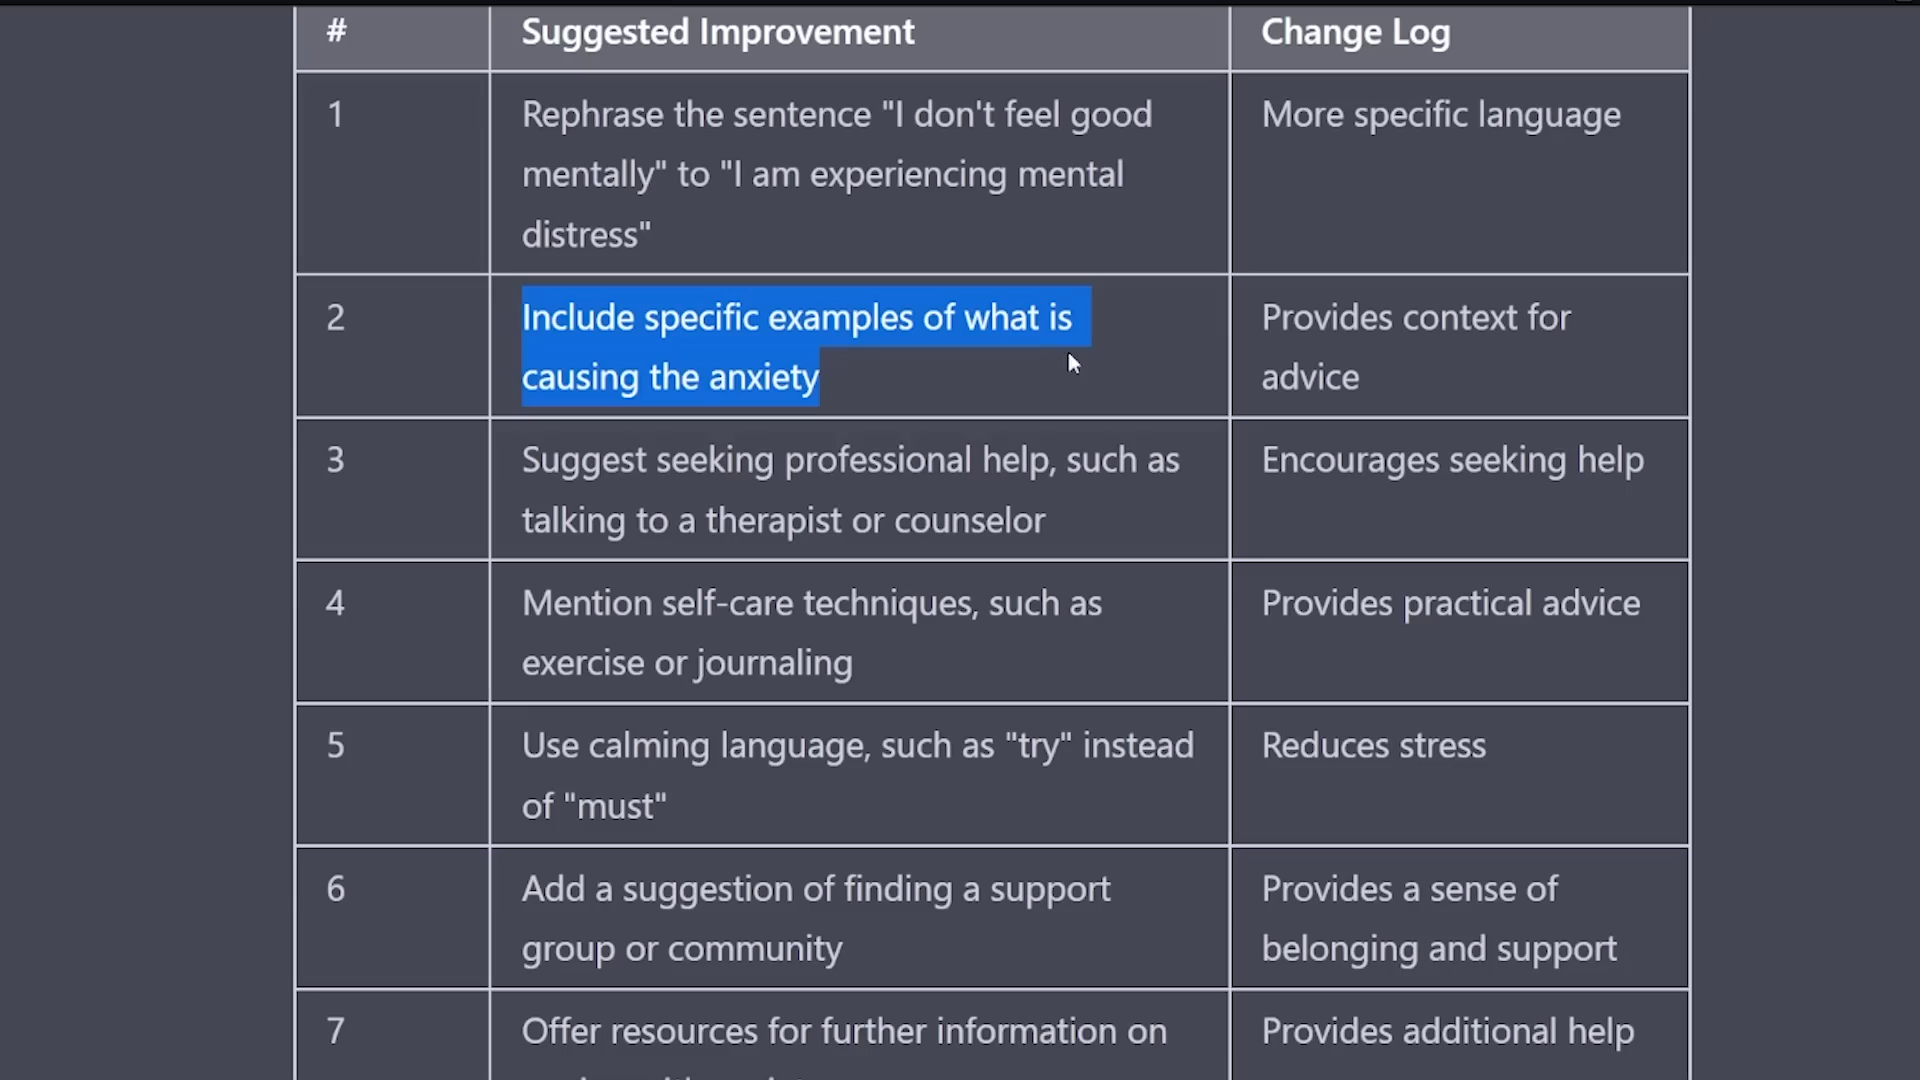 # Suggested Improvement Change Log
1 Rephrase the sentence "I don't feel good More specific language
mentally" to "I am experiencing mental
distress"
2 Include specific examples of what is Provides context for
causing the anxiety advice
3 Suggest seeking professional help, such as Encourages seeking help
talking to a therapist or counselor
4 Mention self-care techniques, such as Provides practical advice
exercise or journaling
5 Use calming language, such as "try" instead Reduces stress
of "must"
6 Add a suggestion of finding a support Provides a sense of
group or community belonging and support
7 Offer resources for further information on Provides additional help